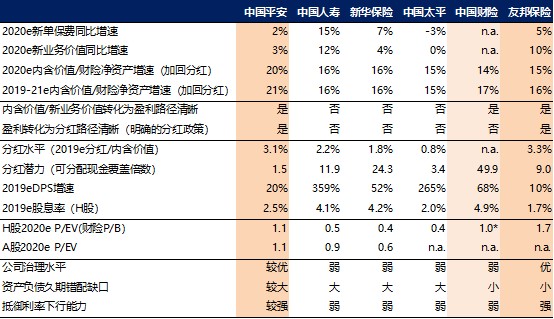 中国平安 中国人寿 新华保险 中国太平 中国财险 友邦保险
2020e新单保费同比增速 2% 15% 7% -3% n.a. 5%
2020e新业务价值同比增速 3% 12% 4% 0% n.a. 10%
2020e内含价值/财险净资产增速（加回分红） 20% 16% 16% 15% 14% 15%
2019-21e内含价值/财险净资产增速（加回分红） 21% 16% 16% 15% 17% 16%
内含价值/新业务价值转化为盈利路径清晰 是 否 否 否 是 是
盈利转化为分红路径清晰（明确的分红政策） 是 否 否 否 否 是
分红水平（2019e分红/内含价值） 3.1% 2.2% 1.8% 0.8% n.a. 3.3%
分红潜力（可分配现金覆盖倍数） 1.5 11.9 24.3 3.4 49.9 9.0
2019eDPS增速 20% 359% 52% 265% 68% 10%
2019e股息率（H股） 2.5% 4.1% 4.2% 2.0% 4.9% 1.7%
H股2020e P/EV(财险P/B) 1.1 0.5 0.4 0.4 1.0* 1.7
A股2020e P/EV 1.1 0.9 0.6 n.a. n.a. n.a.
公司治理水平 较优 弱 弱 弱 弱 优
资产负债久期错配缺口 较大 大 大 大 小 小
抵御利率下行能力 较强 弱 弱 弱 弱 强